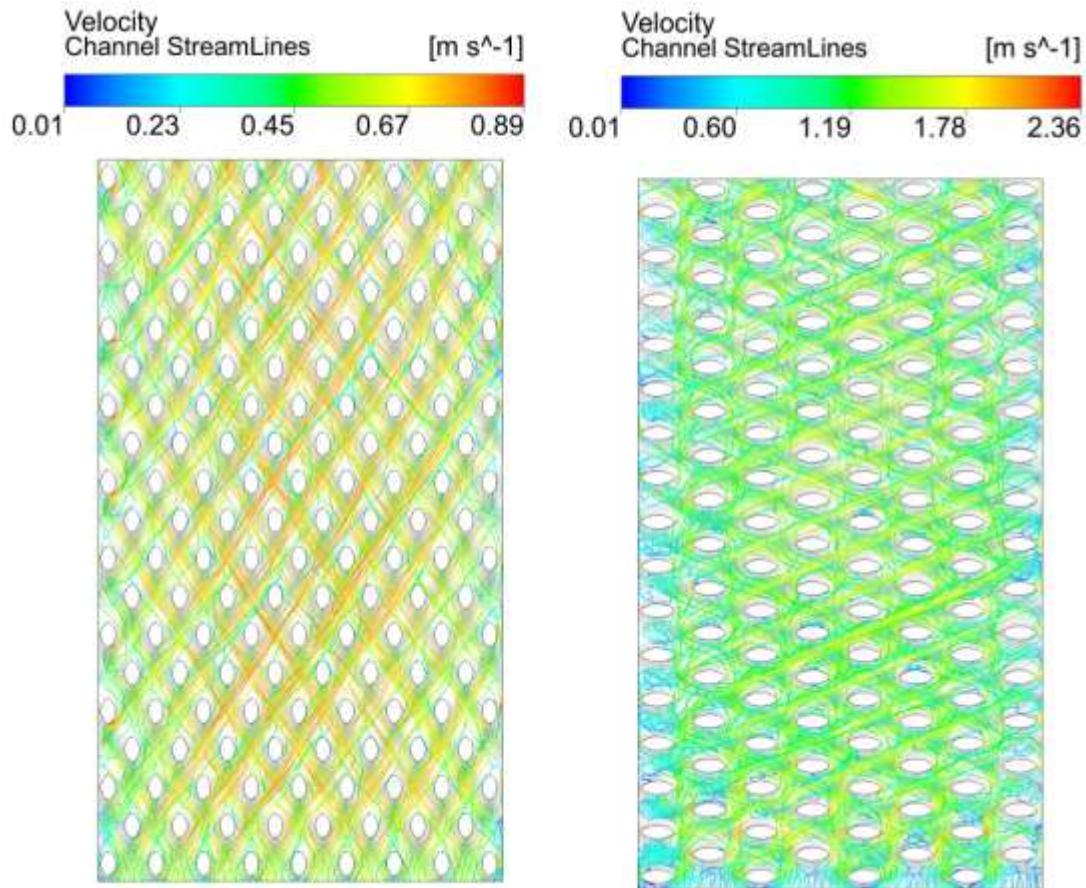 Velocity
Channel StreamLines [m s^-1]
0.01 0.23 0.45 0.67 0.89
Velocity
Channel StreamLines [m s^-1]
0.01 0.60 1.19 1.78 2.36